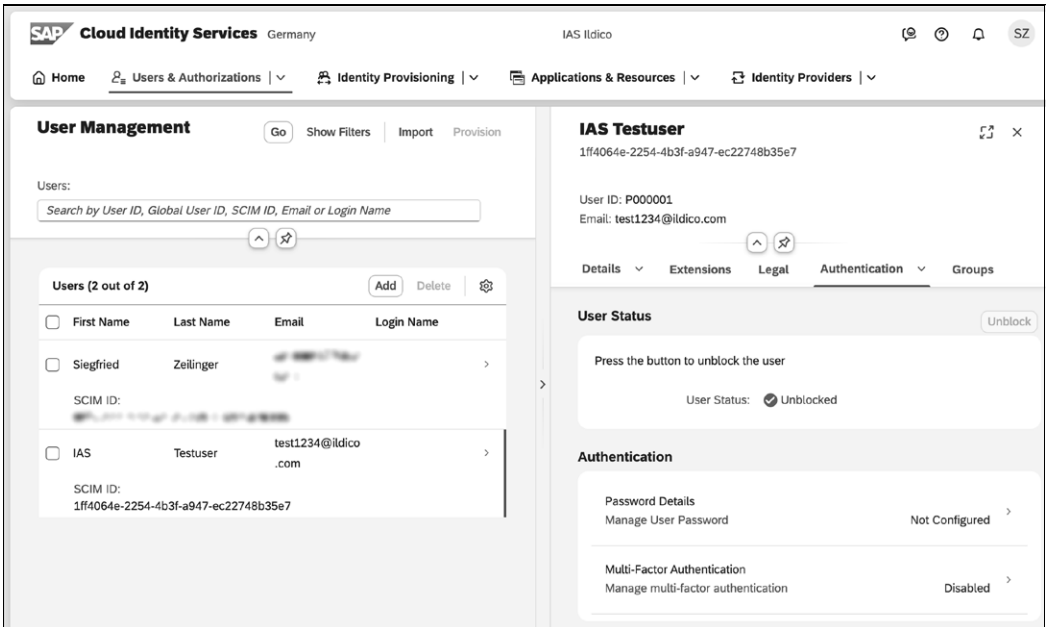 SAP Cloud Identity Services Germany IAS Ildico SZ
Home Users & Authorizations Identity Provisioning Applications & Resources Identity Providers
User Management Go Show Filters Import Provision
Users:
Search by User ID, Global User ID, SCIM ID, Email or Login Name
Users (2 out of 2) Add Delete
First Name Last Name Email Login Name
Siegfried Zeilinger
SCIM ID:
IAS Testuser test1234@ildico
.com
SCIM ID:
1ff4064e-2254-4b3f-a947-ec22748b35e7
IAS Testuser
1ff4064e-2254-4b3f-a947-ec22748b35e7
User ID: P000001
Email: test1234@ildico.com
Details Extensions Legal Authentication Groups
User Status Unblock
Press the button to unblock the user
User Status: Unblocked
Authentication
Password Details
Manage User Password Not Configured
Multi-Factor Authentication
Manage multi-factor authentication Disabled